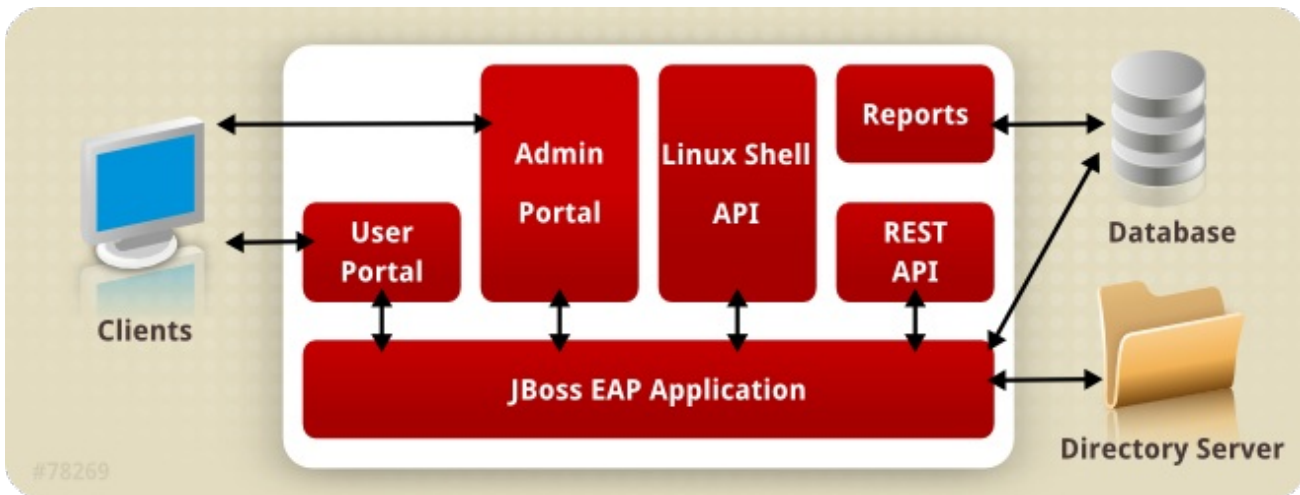 Reports
Admin
Portal
Linux Shell
API
User
Portal
REST
API
Database
Clients
JBoss EAP Application
Directory Server
#78269